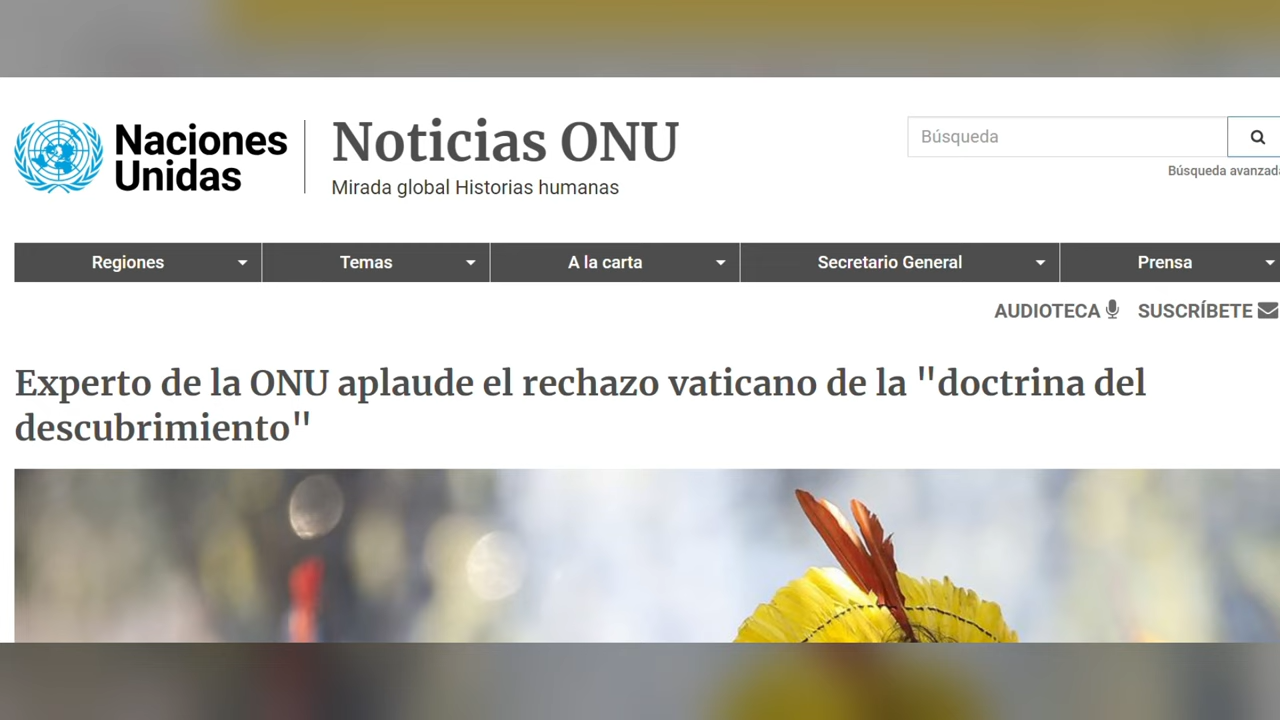 Naciones
Unidas
Noticias ONU
Mirada global Historias humanas
Búsqueda
Búsqueda avanzada
Regiones
Temas
A la carta
Secretario General
Prensa
AUDIOTECA
SUSCRÍBETE
Experto de la ONU aplaude el rechazo vaticano de la "doctrina del
descubrimiento"